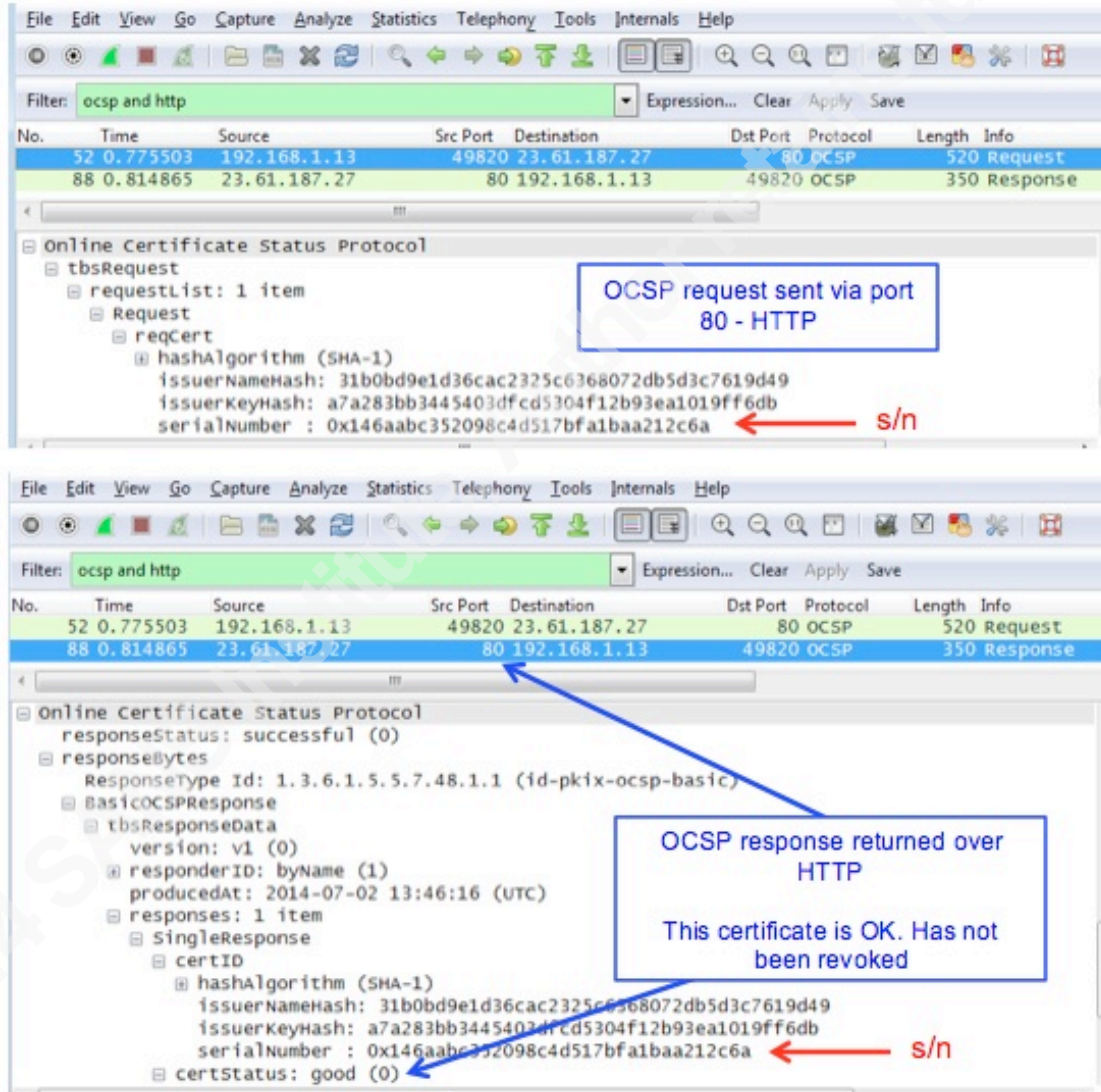 File Edit View Go Capture Analyze Statistics Telephony Tools Internals Help
Filter: ocsp and http Expression... Clear Apply Save
No. Time Source Src Port Destination Dst Port Protocol Length Info
52 0.775503 192.168.1.13 49820 23.61.187.27 80 OCSP 520 Request
88 0.814865 23.61.187.27 80 192.168.1.13 49820 OCSP 350 Response
Online Certificate Status Protocol
tbsRequest
requestList: 1 item
Request
reqCert
hashAlgorithm (SHA-1)
issuerNameHash: 31b0bd9e1d36cac2325c6368072db5d3c7619d49
issuerKeyHash: a7a283bb3445403dfcd5304f12b93ea1019ff6db
serialNumber : 0x146aabc352098c4d517bfa1baa212c6a
OCSP request sent via port
80 - HTTP
s/n
File Edit View Go Capture Analyze Statistics Telephony Tools Internals Help
Filter: ocsp and http Expression... Clear Apply Save
No. Time Source Src Port Destination Dst Port Protocol Length Info
52 0.775503 192.168.1.13 49820 23.61.187.27 80 OCSP 520 Request
88 0.814865 23.61.187.27 80 192.168.1.13 49820 OCSP 350 Response
Online Certificate Status Protocol
responseStatus: successful (0)
responseBytes
ResponseType Id: 1.3.6.1.5.5.7.48.1.1 (id-pkix-ocsp-basic)
BasicOCSPResponse
tbsResponseData
version: v1 (0)
responderID: byName (1)
producedAt: 2014-07-02 13:46:16 (UTC)
responses: 1 item
SingleResponse
certID
hashAlgorithm (SHA-1)
issuerNameHash: 31b0bd9e1d36cac2325c6368072db5d3c7619d49
issuerKeyHash: a7a283bb3445403dfcd5304f12b93ea1019ff6db
serialNumber : 0x146aabc352098c4d517bfa1baa212c6a
certStatus: good (0)
OCSP response returned over
HTTP
This certificate is OK. Has not
been revoked
s/n